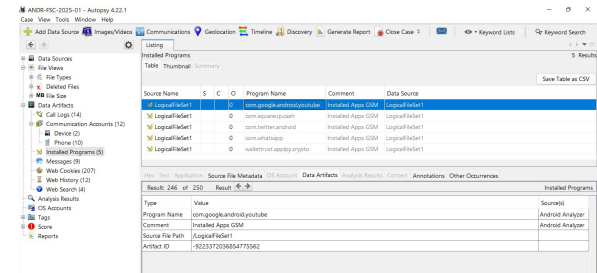 ANDR-FSC-2025-01 - Autopsy 4.22.1
Case View Tools Window Help
Add Data Source Images/Videos Communications Geolocation Timeline Discovery Generate Report Close Case Keyword Lists Keyword Search
Listing
Installed Programs 5 Results
Table Thumbnail Summary
Save Table as CSV
Source Name S C O Program Name Comment Data Source
LogicalFileSet1 0 com.google.android.youtube Installed Apps GSM LogicalFileSet1
LogicalFileSet1 0 com.squareup.cash Installed Apps GSM LogicalFileSet1
LogicalFileSet1 0 com.twitter.android Installed Apps GSM LogicalFileSet1
LogicalFileSet1 0 com.whatsapp Installed Apps GSM LogicalFileSet1
LogicalFileSet1 0 wallettrust.applpy.crypto Installed Apps GSM LogicalFileSet1
Data Sources
File Views
File Types
Deleted Files
MB File Size
Data Artifacts
Call Logs (14)
Communication Accounts (12)
Device (2)
Phone (10)
Installed Programs (5)
Messages (9)
Web Cookies (207)
Web History (12)
Web Search (4)
Analysis Results
OS Accounts
Tags
Score
Reports
Hex Text Application Source File Metadata OS Account Data Artifacts Analysis Results Context Annotations Other Occurrences
Result: 246 of 250 Result Installed Programs
Type Value Source(s)
Program Name com.google.android.youtube Android Analyzer
Comment Installed Apps GSM Android Analyzer
Source File Path /LogicalFileSet1
Artifact ID -9223372036854775562